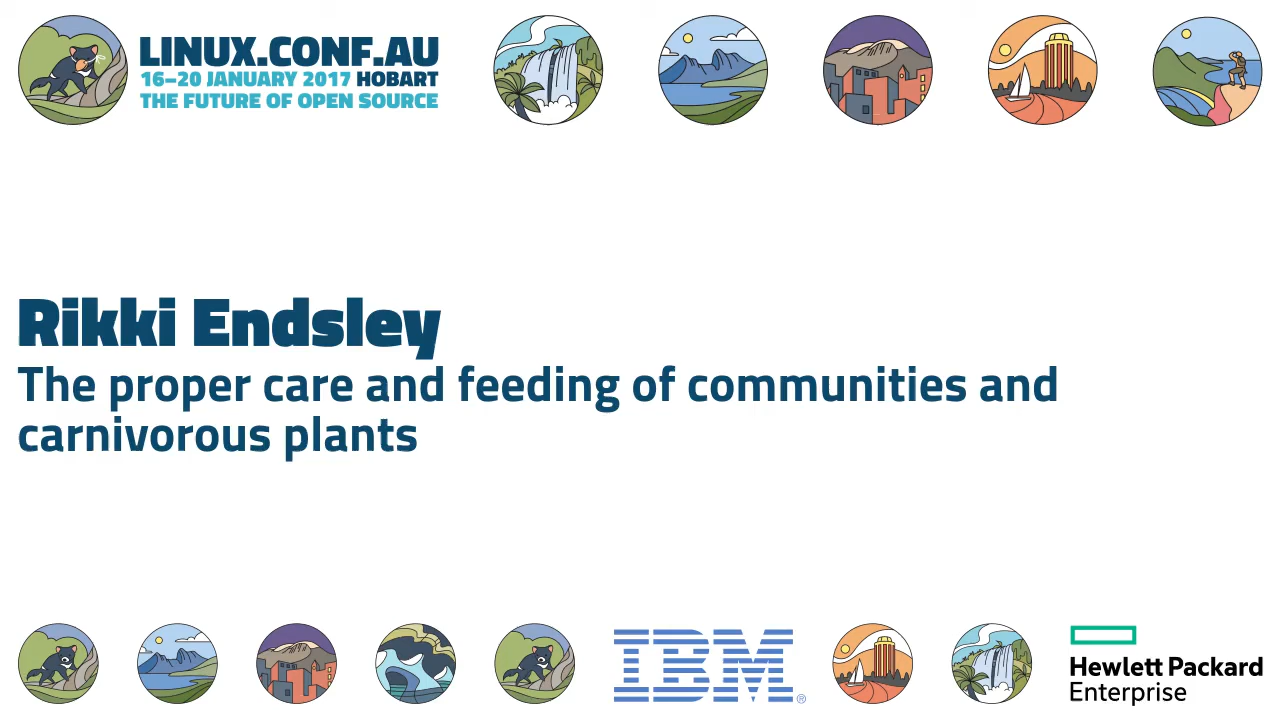 LINUX.CONF.AU
16–20 JANUARY 2017 HOBART
THE FUTURE OF OPEN SOURCE
Rikki Endsley
The proper care and feeding of communities and
carnivorous plants
IBM®
Hewlett Packard
Enterprise